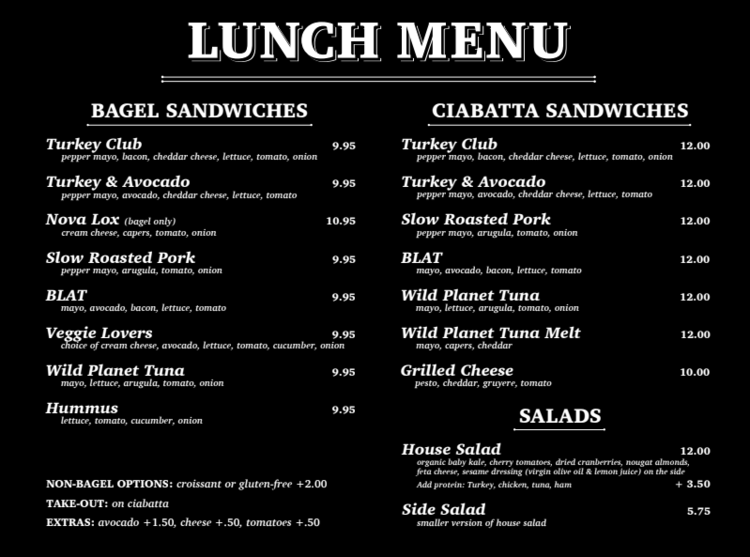 LUNCH MENU
BAGEL SANDWICHES
Turkey Club 9.95
pepper mayo, bacon, cheddar cheese, lettuce, tomato, onion
Turkey & Avocado 9.95
pepper mayo, avocado, cheddar cheese, lettuce, tomato
Nova Lox (bagel only) 10.95
cream cheese, capers, tomato, onion
Slow Roasted Pork 9.95
pepper mayo, arugula, tomato, onion
BLAT 9.95
mayo, avocado, bacon, lettuce, tomato
Veggie Lovers 9.95
choice of cream cheese, avocado, lettuce, tomato, cucumber, onion
Wild Planet Tuna 9.95
mayo, lettuce, arugula, tomato, onion
Hummus 9.95
lettuce, tomato, cucumber, onion
NON-BAGEL OPTIONS: croissant or gluten-free +2.00
TAKE-OUT: on ciabatta
EXTRAS: avocado +1.50, cheese +.50, tomatoes +.50
CIABATTA SANDWICHES
Turkey Club 12.00
pepper mayo, bacon, cheddar cheese, lettuce, tomato, onion
Turkey & Avocado 12.00
pepper mayo, avocado, cheddar cheese, lettuce, tomato
Slow Roasted Pork 12.00
pepper mayo, arugula, tomato, onion
BLAT 12.00
mayo, avocado, bacon, lettuce, tomato
Wild Planet Tuna 12.00
mayo, lettuce, arugula, tomato, onion
Wild Planet Tuna Melt 12.00
mayo, capers, cheddar
Grilled Cheese 10.00
pesto, cheddar, gruyere, tomato
SALADS
House Salad 12.00
organic baby kale, cherry tomatoes, dried cranberries, nougat almonds,
feta cheese, sesame dressing (virgin olive oil & lemon juice) on the side
Add protein: Turkey, chicken, tuna, ham + 3.50
Side Salad 5.75
smaller version of house salad